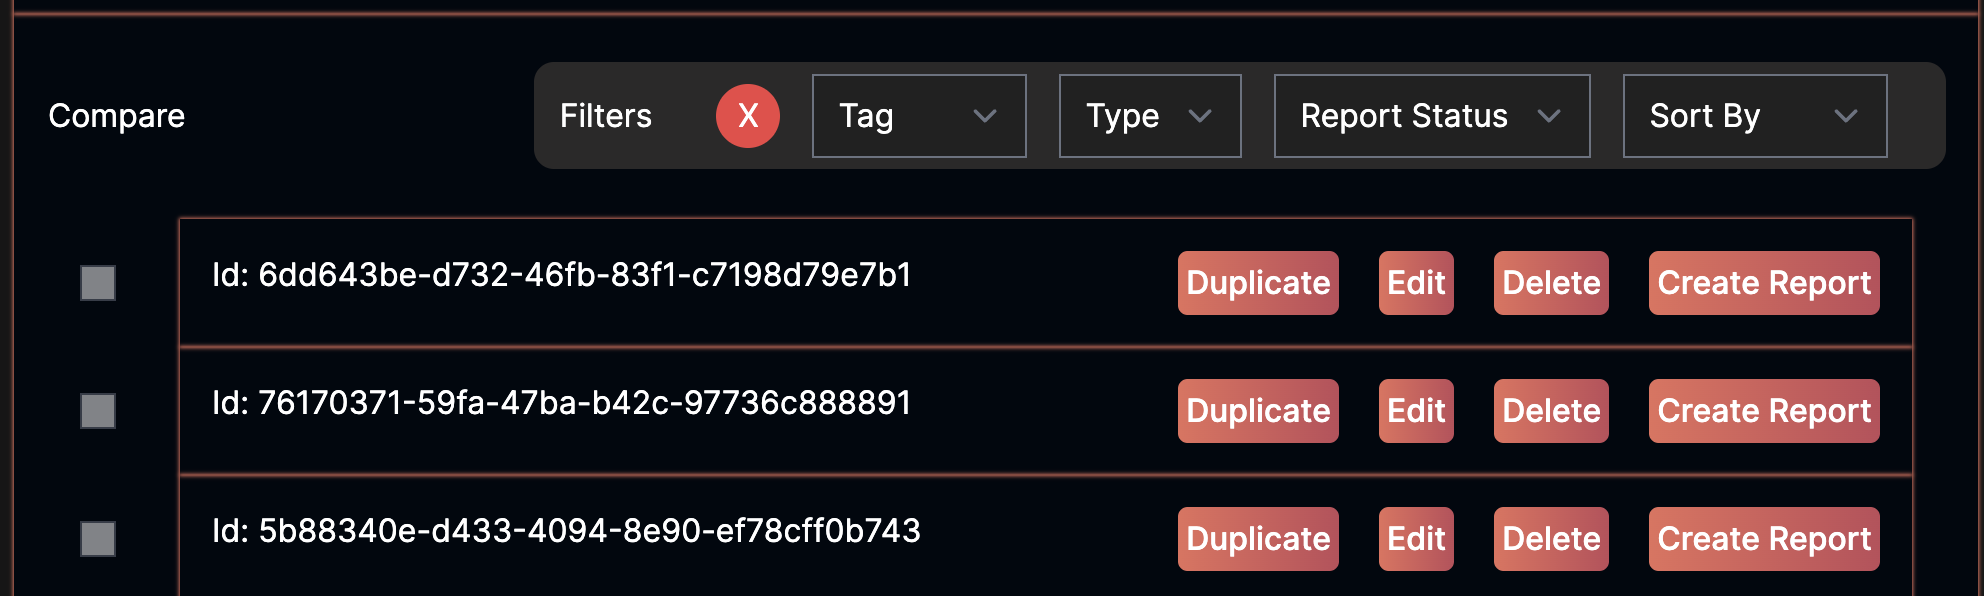 Compare Filters X Tag Type Report Status Sort By
Id: 6dd643be-d732-46fb-83f1-c7198d79e7b1 Duplicate Edit Delete Create Report
Id: 76170371-59fa-47ba-b42c-97736c888891 Duplicate Edit Delete Create Report
Id: 5b88340e-d433-4094-8e90-ef78cff0b743 Duplicate Edit Delete Create Report